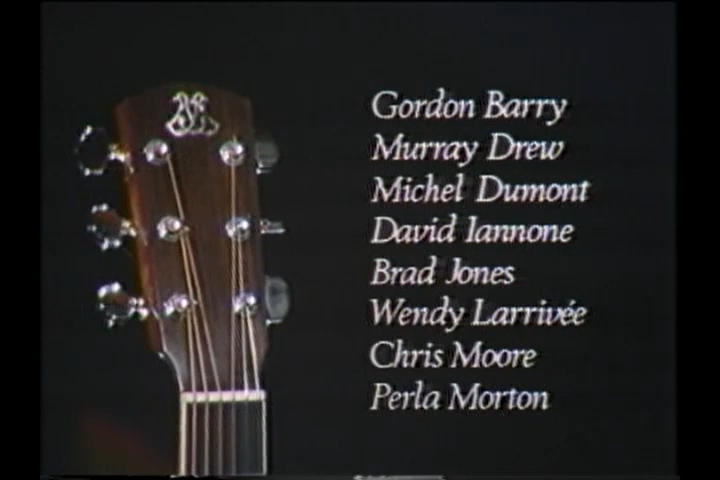 Gordon Barry
Murray Drew
Michel Dumont
David Iannone
Brad Jones
Wendy Larrivée
Chris Moore
Perla Morton